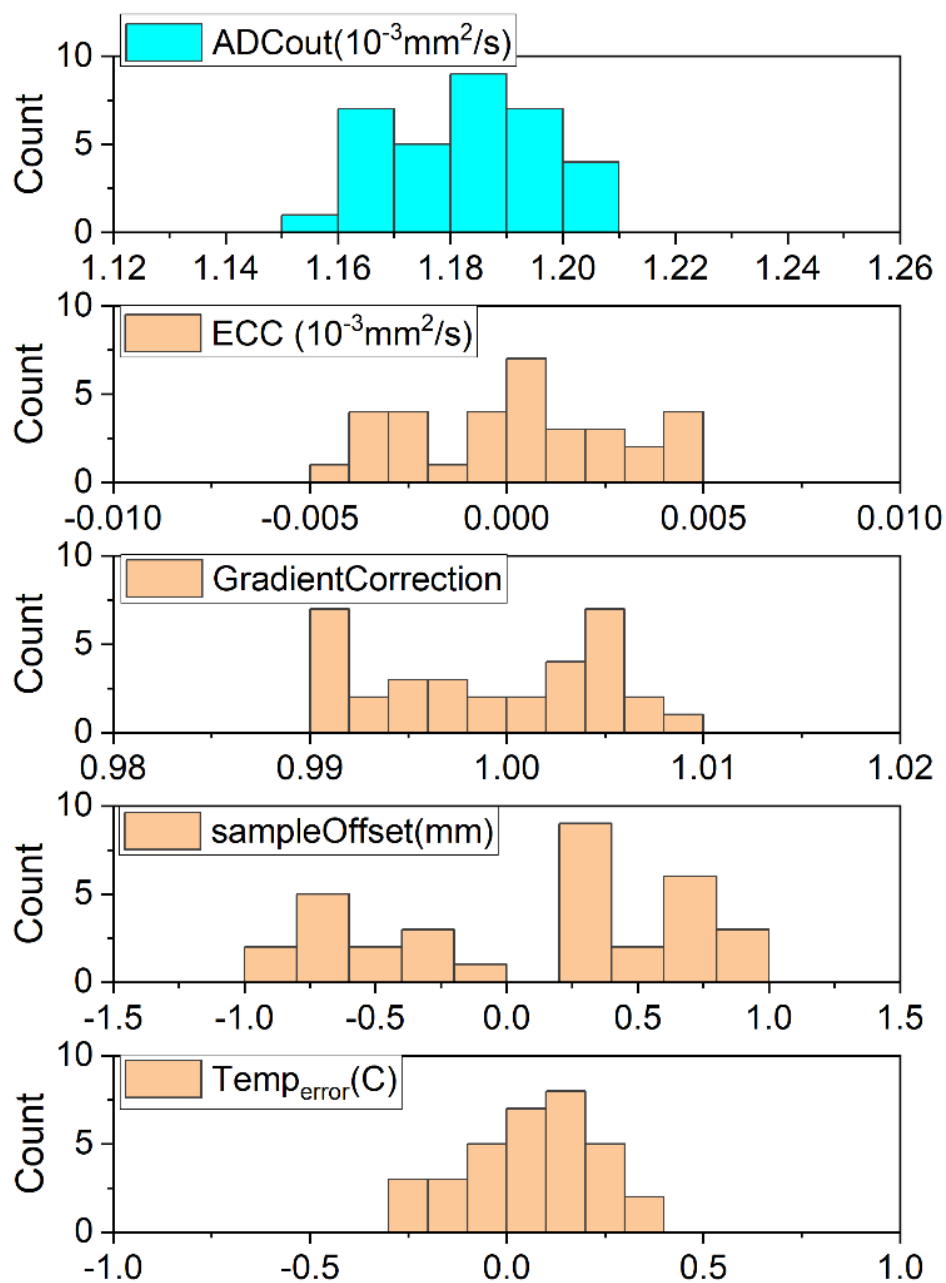 ADCout(10⁻³mm²/s)
10
5
0
Count
1.12 1.14 1.16 1.18 1.20 1.22 1.24 1.26
ECC (10⁻³mm²/s)
10
5
0
Count
-0.010 -0.005 0.000 0.005 0.010
GradientCorrection
10
5
0
Count
0.98 0.99 1.00 1.01 1.02
sampleOffset(mm)
10
5
0
Count
-1.5 -1.0 -0.5 0.0 0.5 1.0 1.5
Temperror(C)
10
5
0
Count
-1.0 -0.5 0.0 0.5 1.0